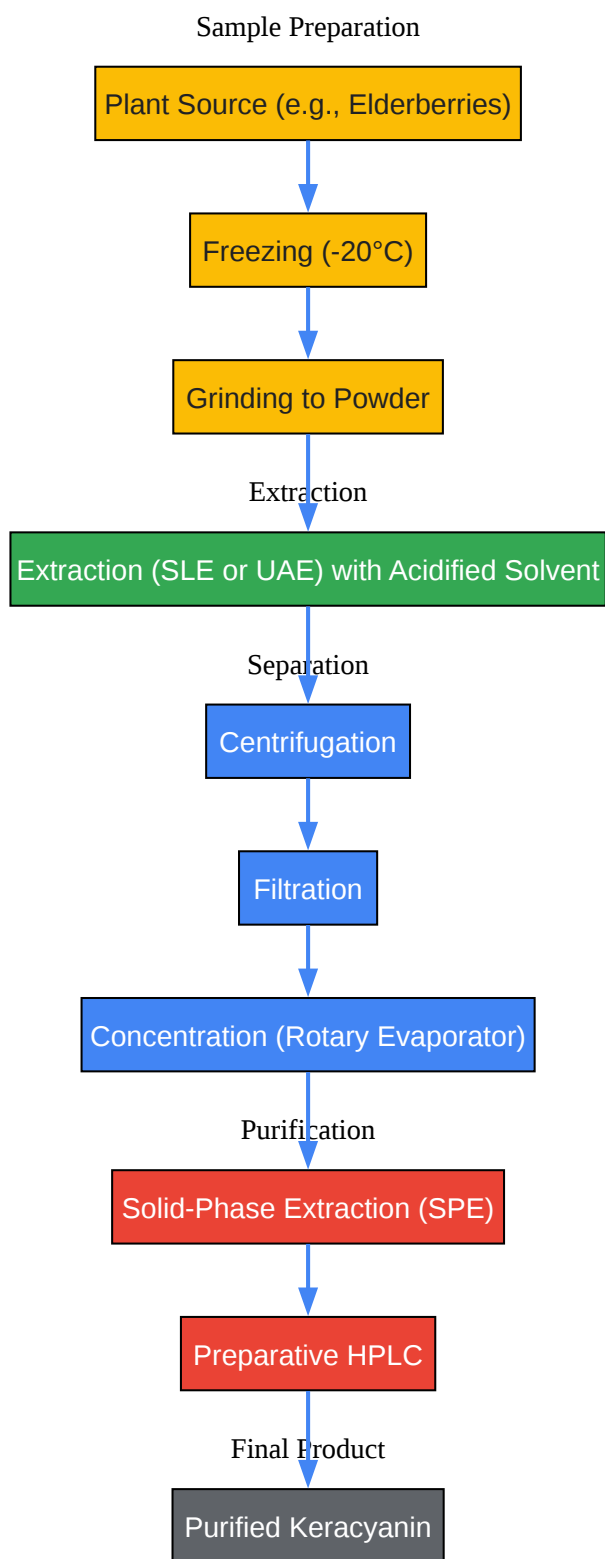 Sample Preparation
Plant Source (e.g., Elderberries)
Freezing (-20°C)
Grinding to Powder
Extraction
Extraction (SLE or UAE) with Acidified Solvent
Separation
Centrifugation
Filtration
Concentration (Rotary Evaporator)
Purification
Solid-Phase Extraction (SPE)
Preparative HPLC
Final Product
Purified Keracyanin